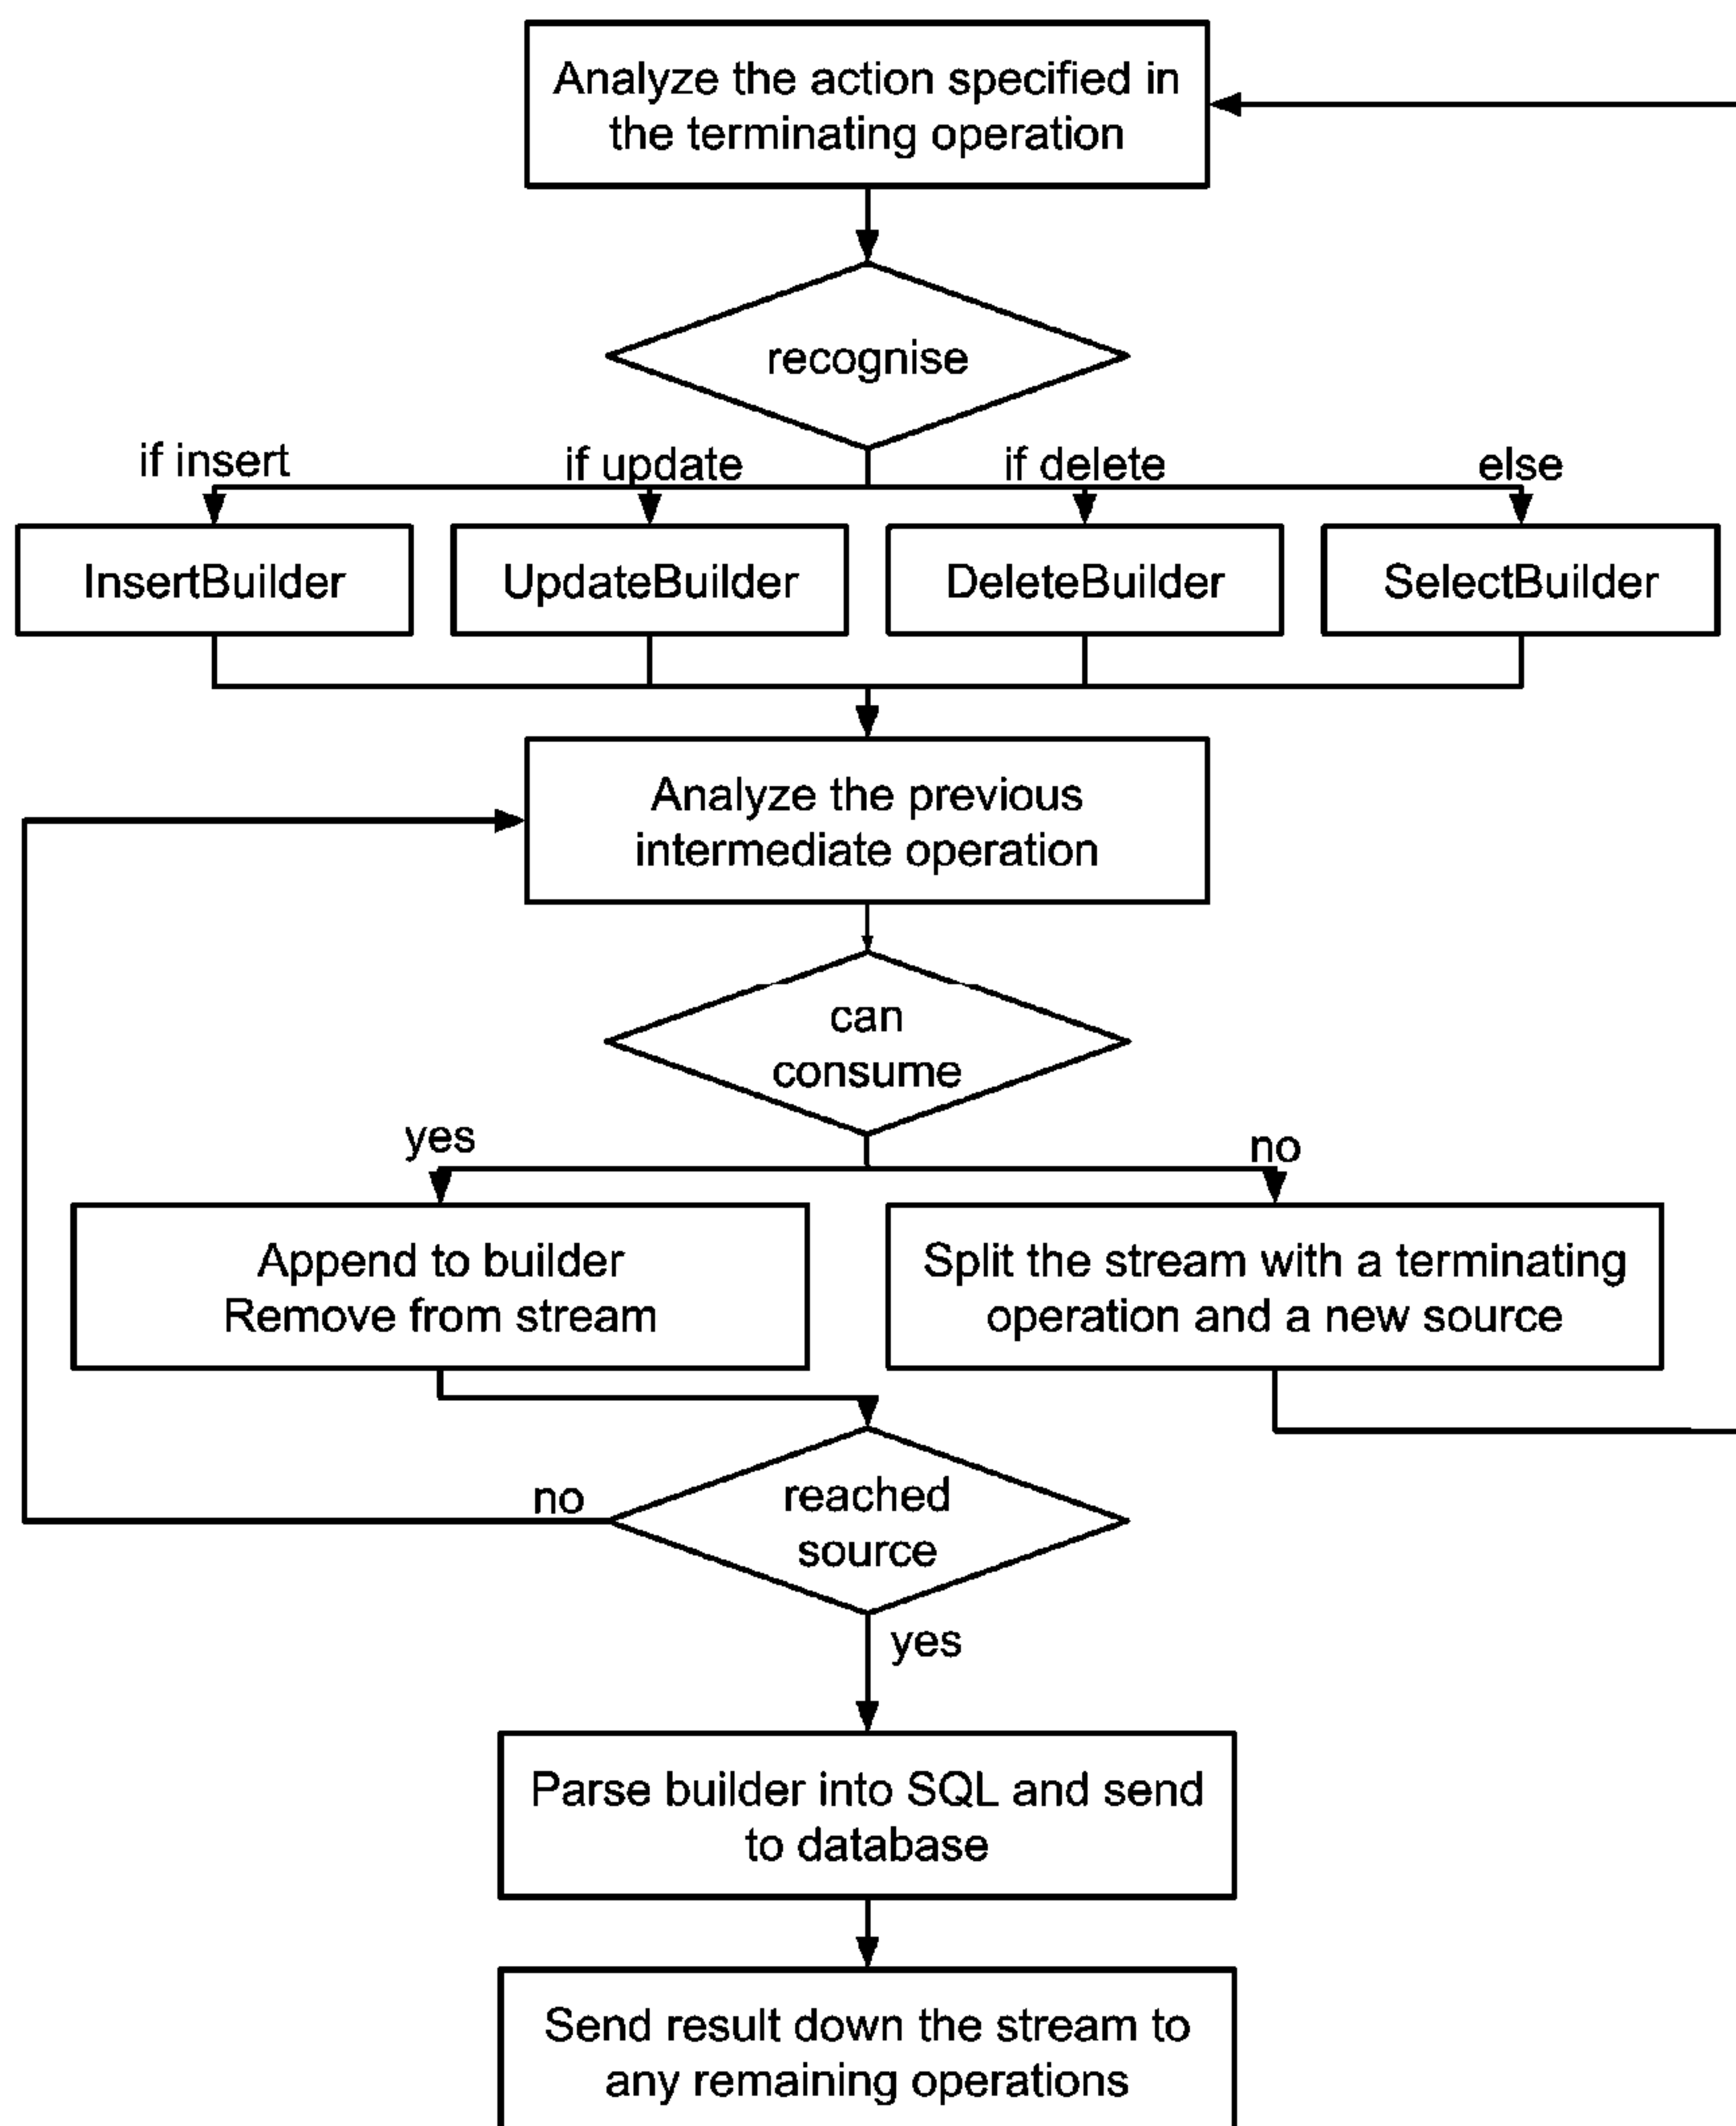 Analyze the action specified in
the terminating operation
recognise
if insert
if update
if delete
else
InsertBuilder
UpdateBuilder
DeleteBuilder
SelectBuilder
Analyze the previous
intermediate operation
can
consume
yes
no
Append to builder
Remove from stream
Split the stream with a terminating
operation and a new source
no
reached
source
yes
Parse builder into SQL and send
to database
Send result down the stream to
any remaining operations